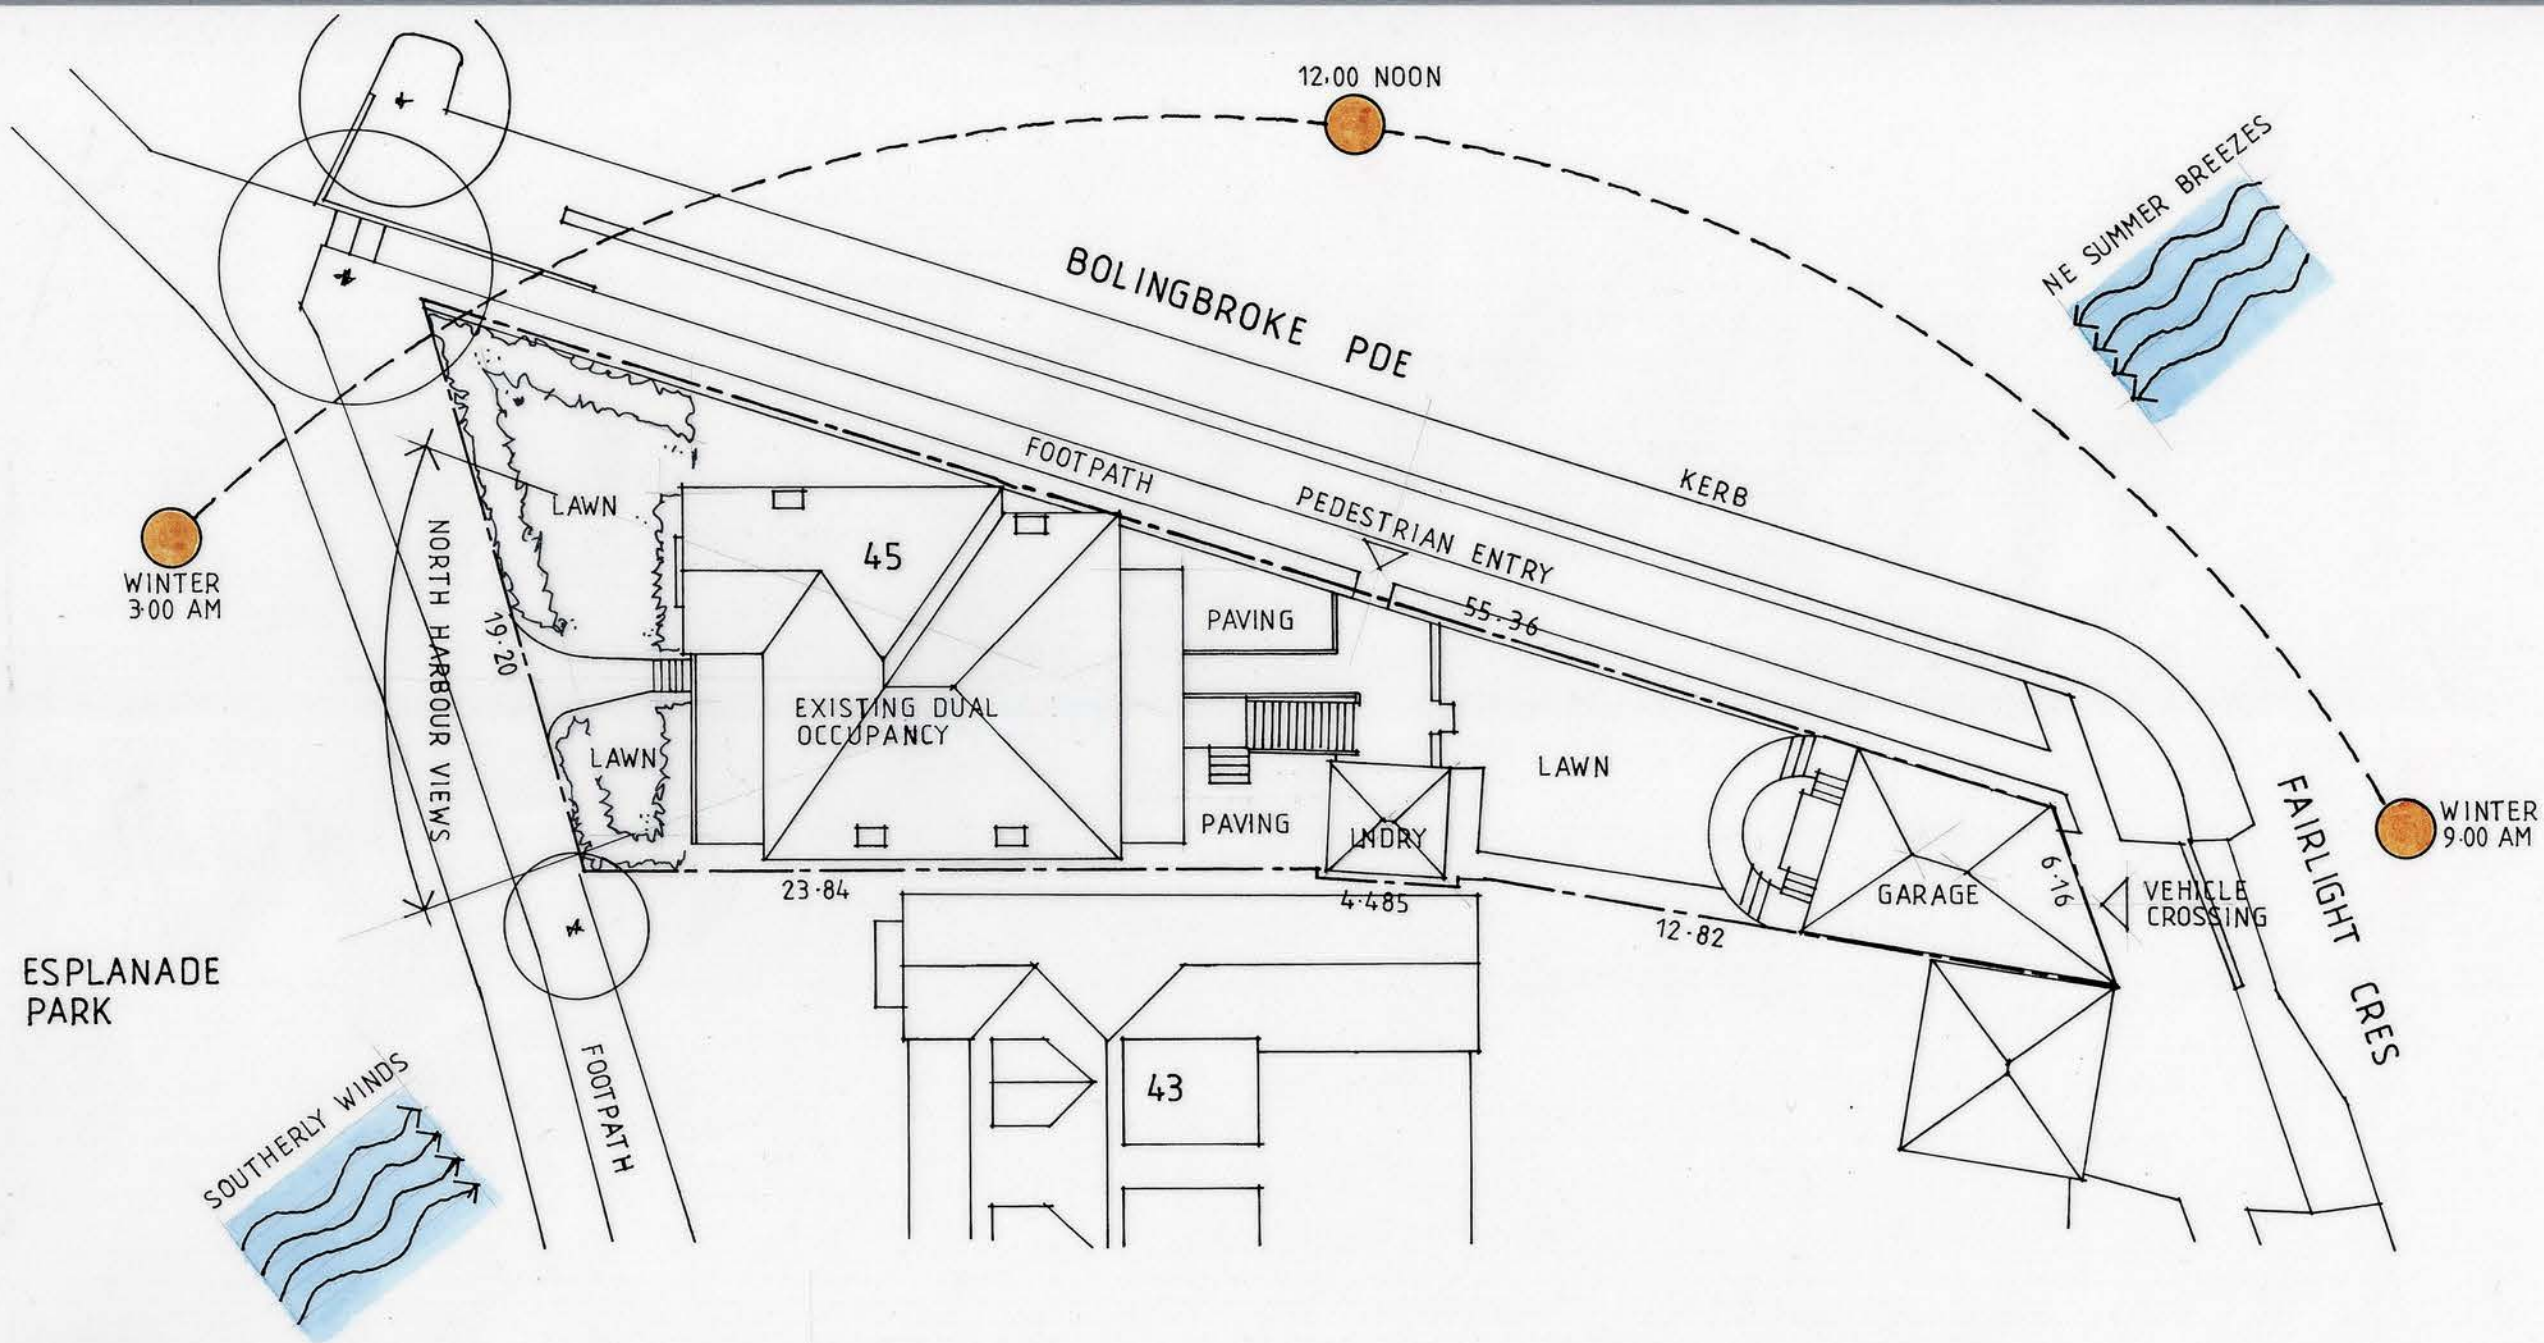 12.00 NOON
NE SUMMER BREEZES
BOLINGBROKE PDE
FOOTPATH
KERB
PEDESTRIAN ENTRY
LAWN
45
WINTER
3.00 AM
NORTH HARBOUR VIEWS
19.20
PAVING
55.36
EXISTING DUAL
OCCUPANCY
LAWN
LAWN
PAVING
LNDRY
FAIRLIGHT CRES
WINTER
9.00 AM
GARAGE
6.16
VEHICLE
CROSSING
23.84
4.485
12.82
ESPLANADE
PARK
FOOTPATH
43
SOUTHERLY WINDS